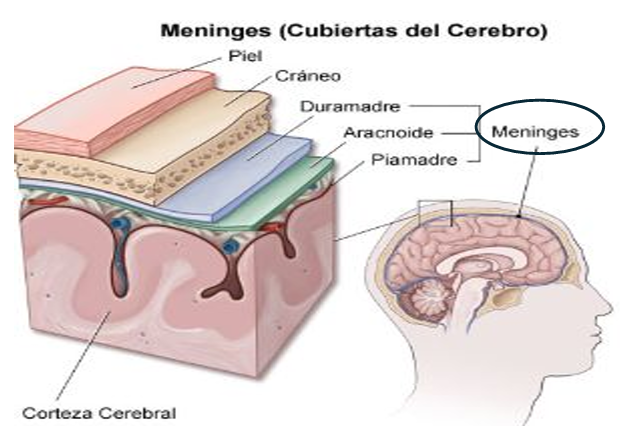 Meninges (Cubiertas del Cerebro)
Piel
Cráneo
Duramadre
Aracnoide
Meninges
Piamadre
Corteza Cerebral